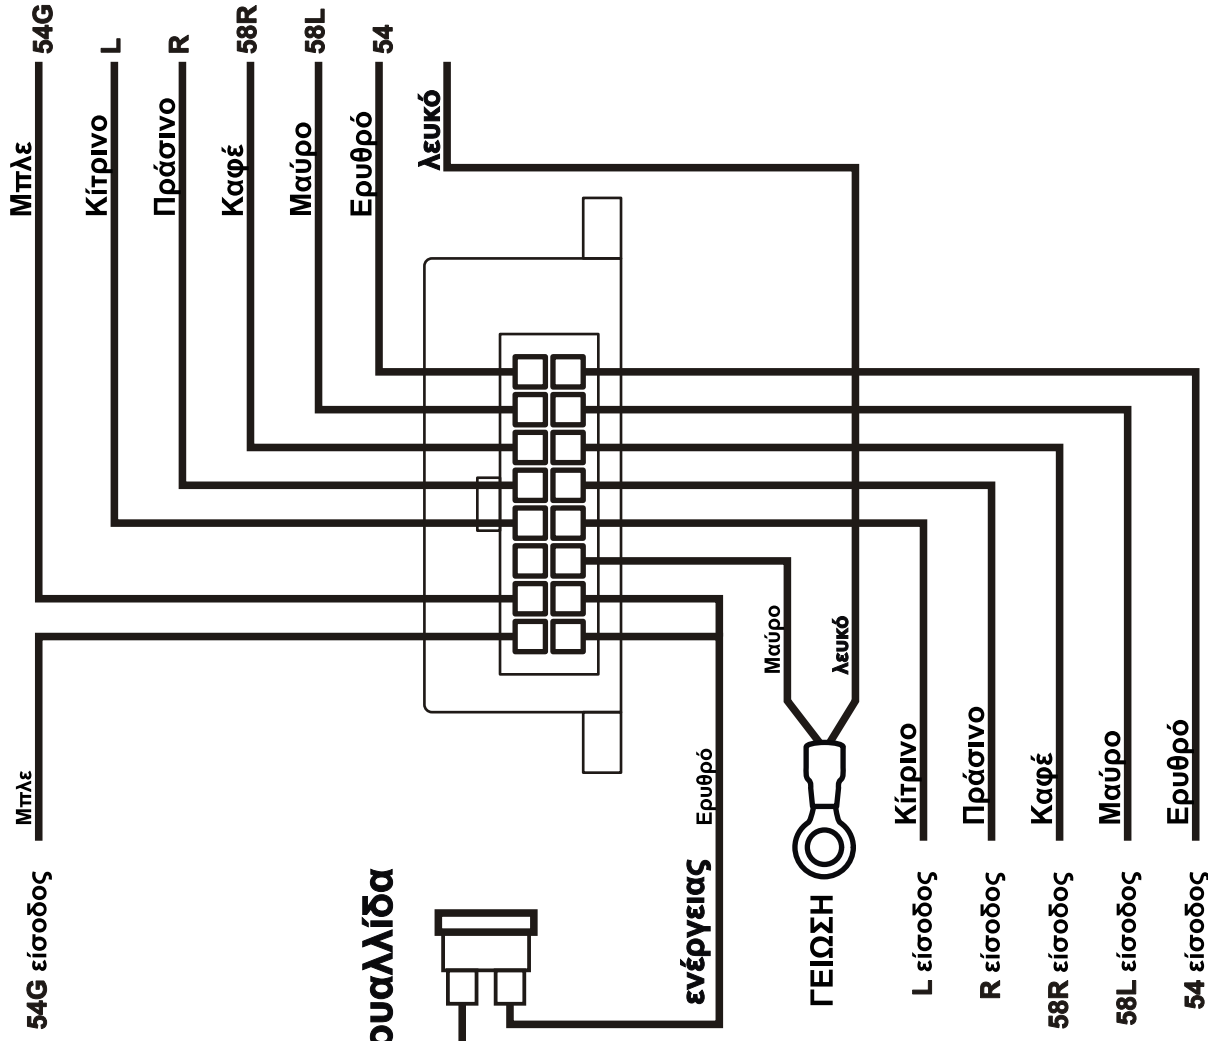 54G
L
R
58R
58L
54
Μπλε
Κίτρινο
Πράσινο
Καφέ
Μαύρο
Ερυθρό
λευκό
Μπλε
Ερυθρό
Μαύρο
λευκό
Κίτρινο
Πράσινο
Καφέ
Μαύρο
Ερυθρό
54G είσοδος
ενέργειας
ΓΕΙΩΣΗ
L είσοδος
R είσοδος
58R είσοδος
58L είσοδος
54 είσοδος